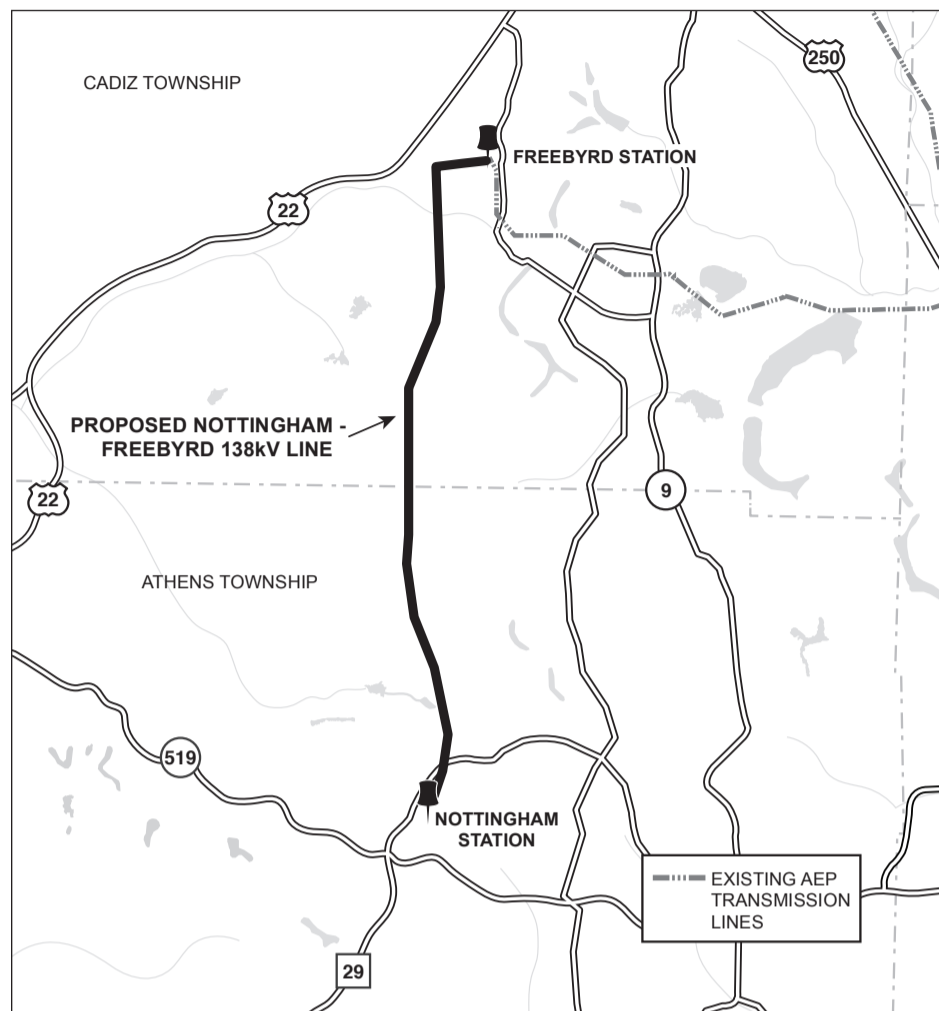 CADIZ TOWNSHIP
250
FREEBYRD STATION
22
PROPOSED NOTTINGHAM -
FREEBYRD 138kV LINE
22
9
ATHENS TOWNSHIP
519
NOTTINGHAM
STATION
EXISTING AEP
TRANSMISSION
LINES
29